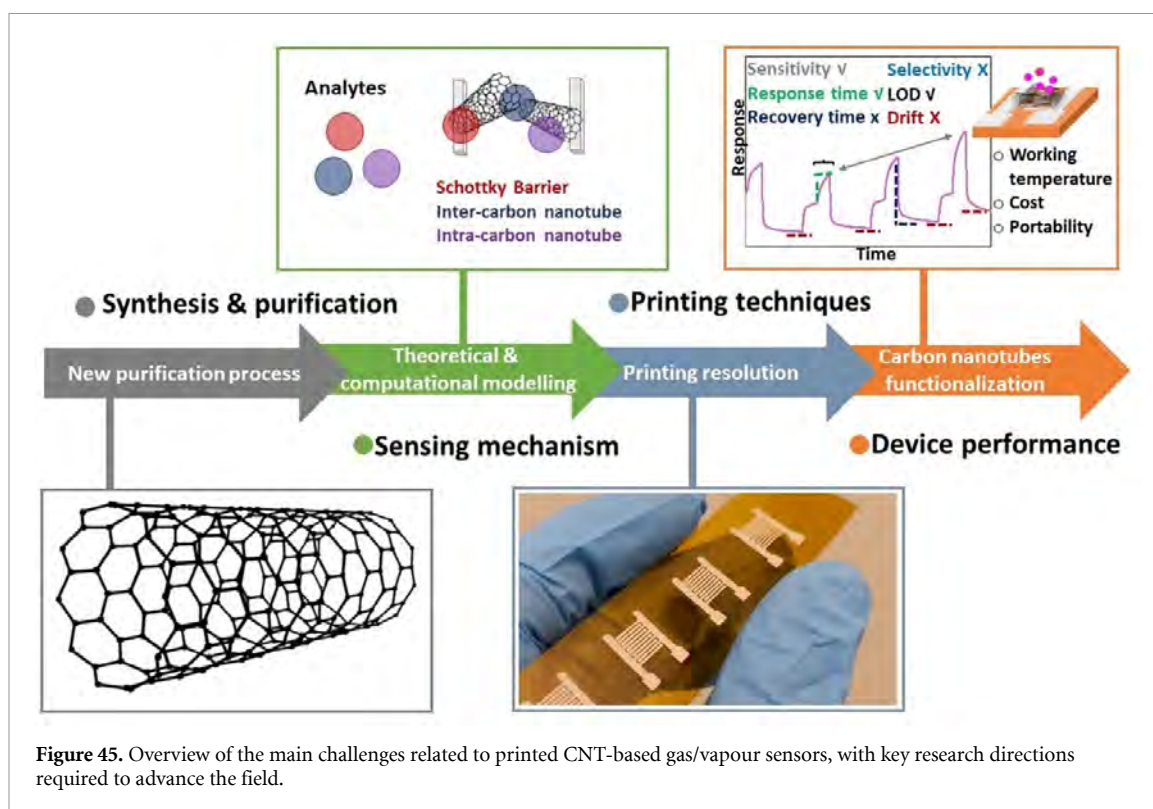 Analytes
Schottky Barrier
Inter-carbon nanotube
Intra-carbon nanotube
Sensitivity √
Selectivity X
Response time √
LOD √
Recovery time x
Drift X
Response
Time
○ Working
temperature
○ Cost
○ Portability
Synthesis & purification
Printing techniques
New purification process
Theoretical &
computational modelling
Printing resolution
Carbon nanotubes
functionalization
Sensing mechanism
Device performance
Figure 45. Overview of the main challenges related to printed CNT-based gas/vapour sensors, with key research directions
required to advance the field.